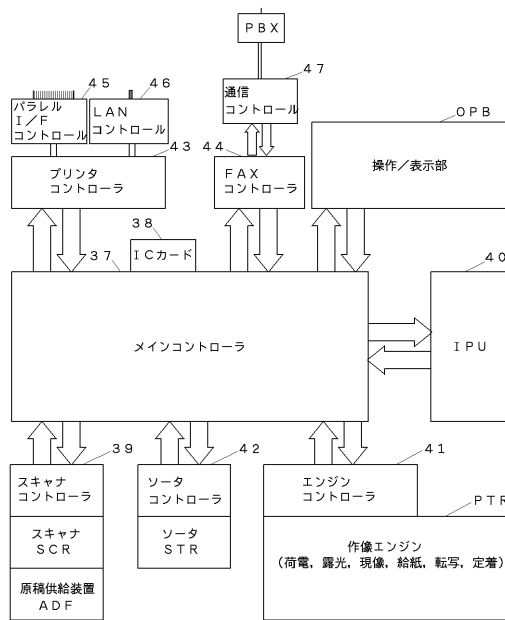 PBX
45
46
47
パラレル
I/F
コントロール
LAN
コントロール
通信
コントロール
OPB
43
44
プリンタ
コントローラ
FAX
コントローラ
操作/表示部
38
37
ICカード
40
メインコントローラ
IPU
39
42
41
スキャナ
コントローラ
ソータ
コントローラ
エンジン
コントローラ
PTR
スキャナ
SCR
ソータ
STR
作像エンジン
(荷電,露光,現像,給紙,転写,定着)
原稿供給装置
ADF